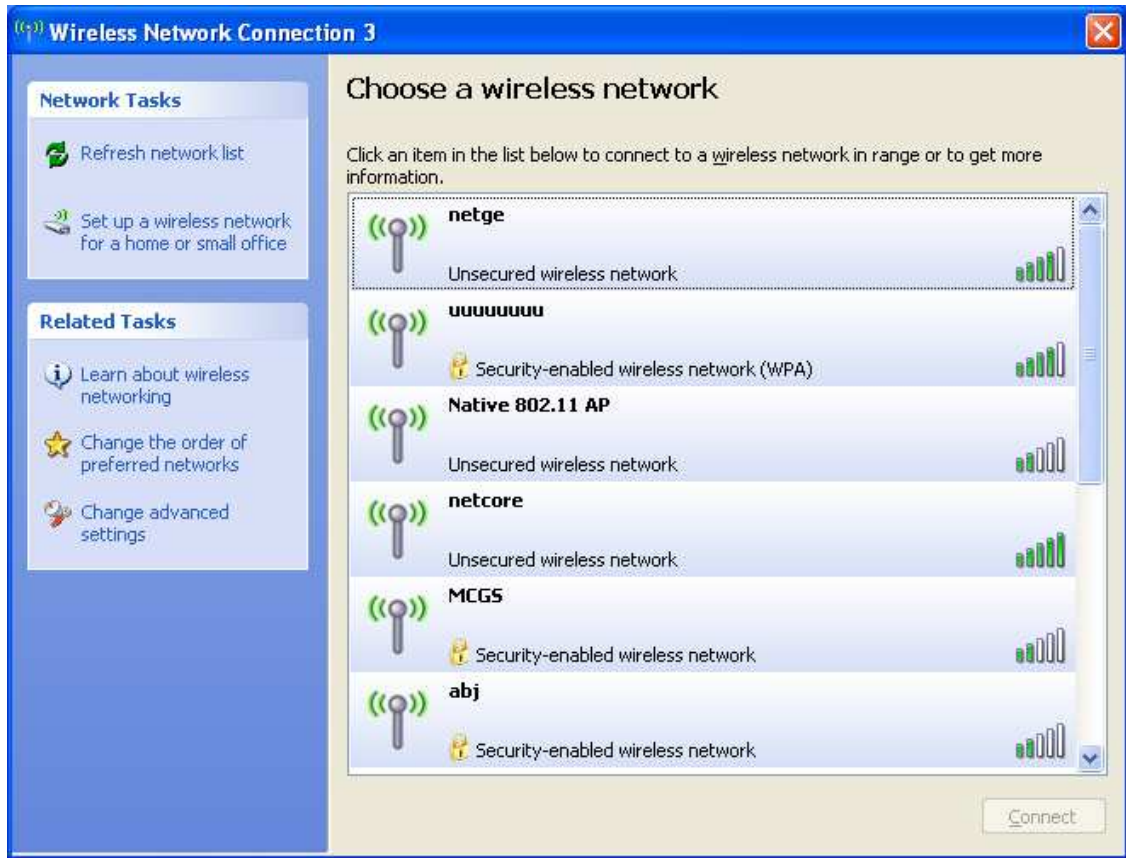 Wireless Network Connection 3
Network Tasks
Refresh network list
Set up a wireless network
for a home or small office
Related Tasks
Learn about wireless
networking
Change the order of
preferred networks
Change advanced
settings
Choose a wireless network
Click an item in the list below to connect to a wireless network in range or to get more
information.
netge
Unsecured wireless network
uuuuuuuu
Security-enabled wireless network (WPA)
Native 802.11 AP
Unsecured wireless network
netcore
Unsecured wireless network
MCGS
Security-enabled wireless network
abj
Security-enabled wireless network
Connect